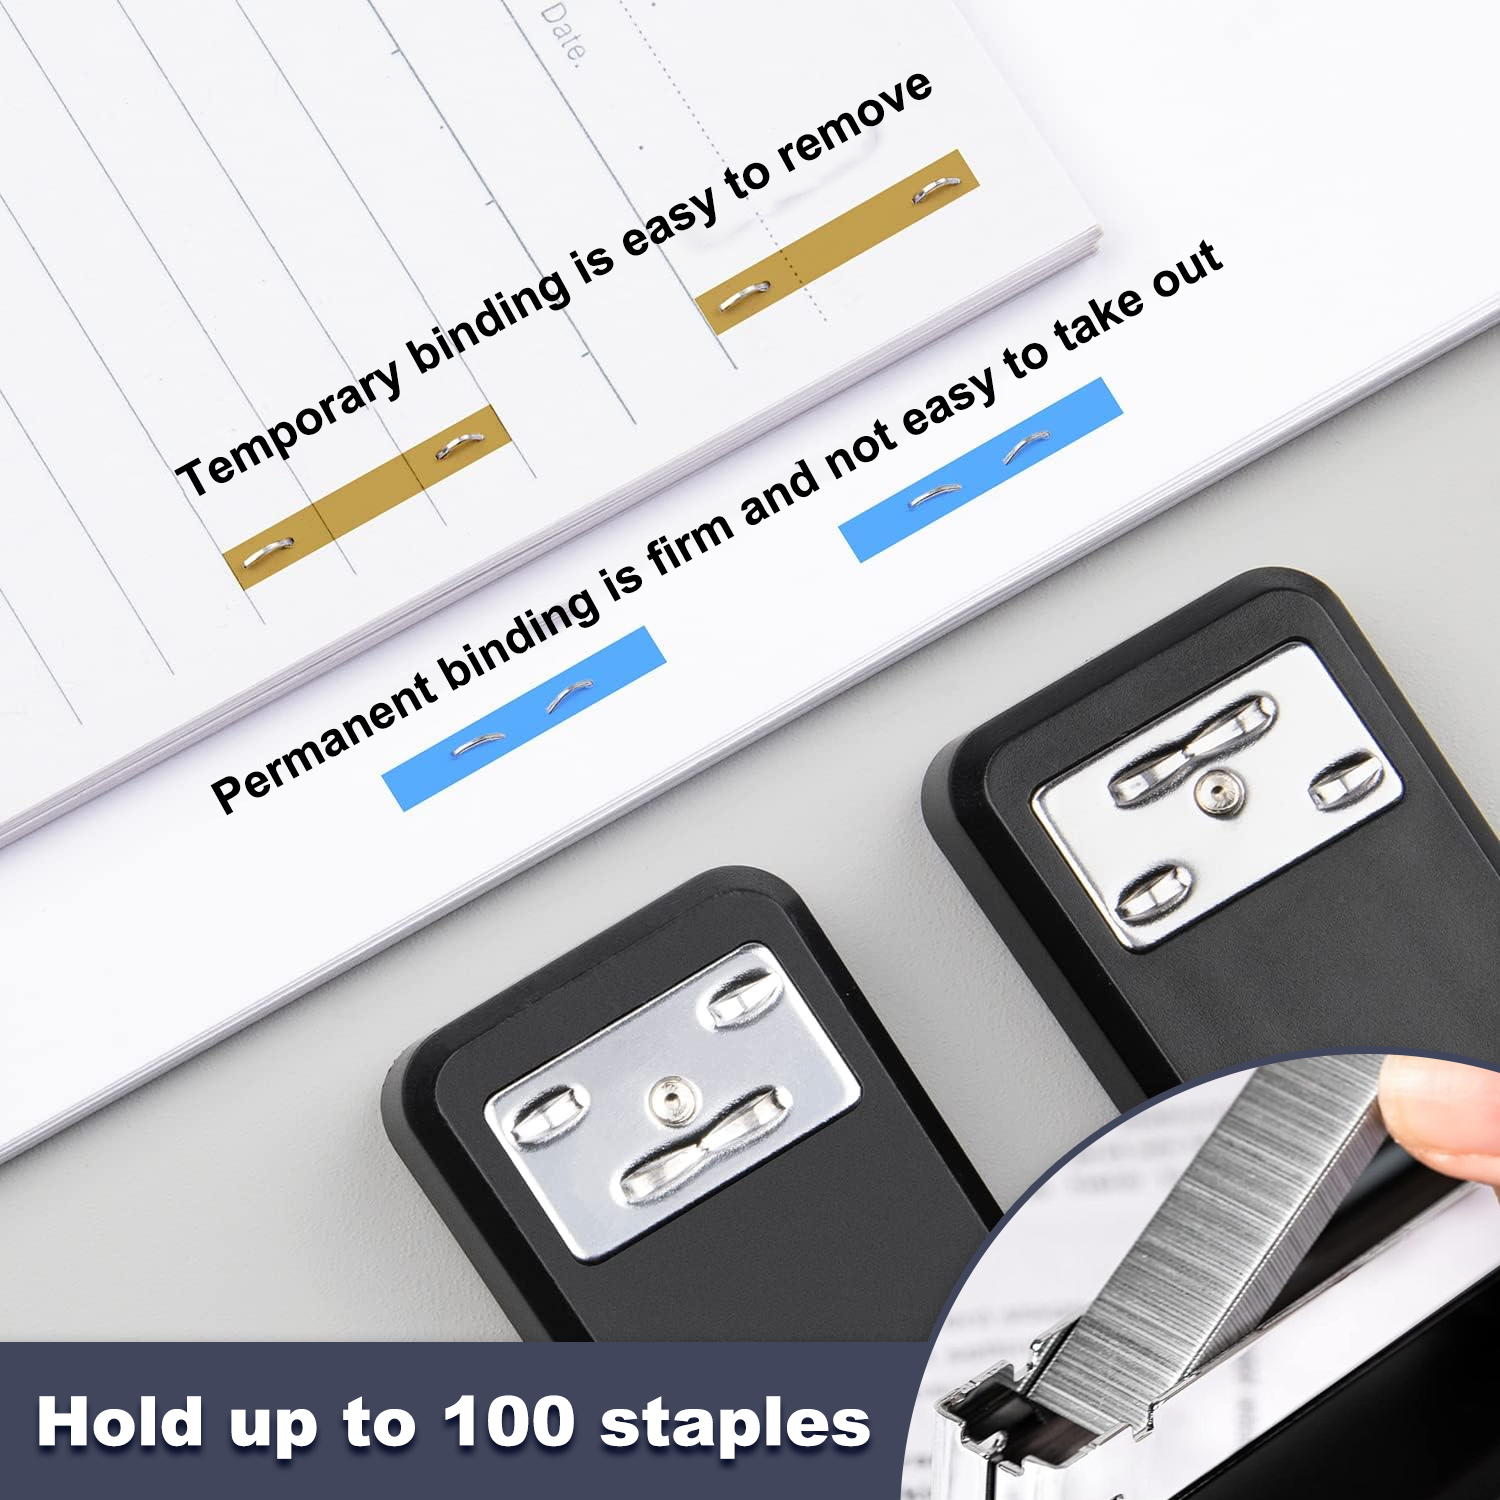 Date.
Temporary binding is easy to remove
Permanent binding is firm and not easy to take out
Hold up to 100 staples